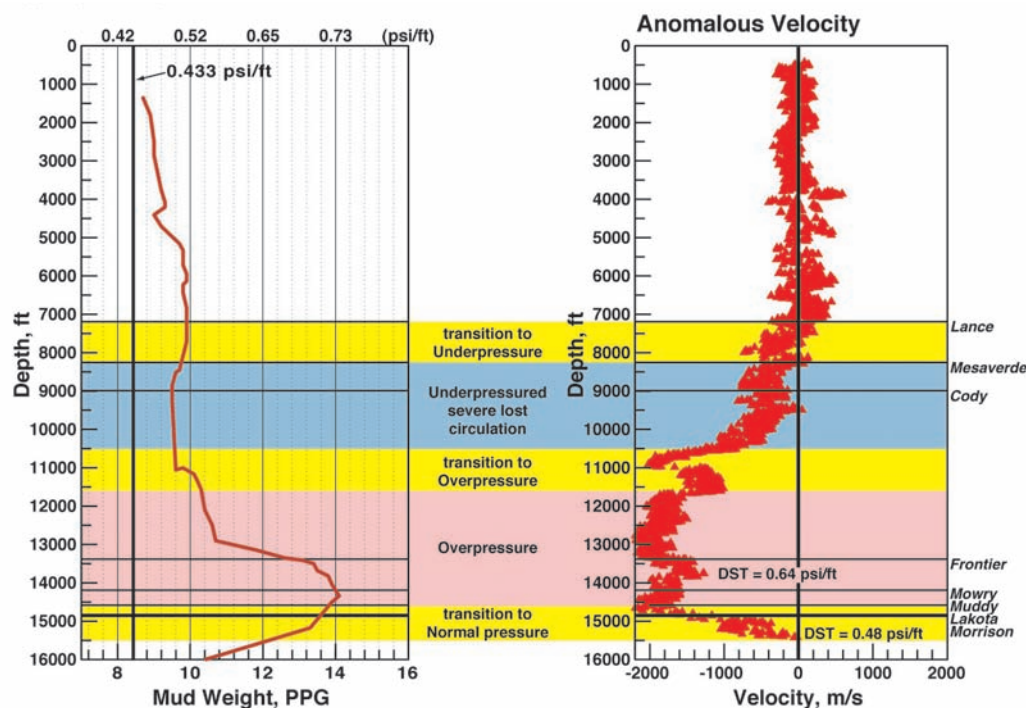 0.42 0.52 0.65 0.73 (psi/ft)
0.433 psi/ft
0
1000
2000
3000
4000
5000
6000
7000
8000
9000
10000
11000
12000
13000
14000
15000
16000
Depth, ft
8 10 12 14 16
Mud Weight, PPG
transition to
Underpressure
Underpressured
severe lost
circulation
transition to
Overpressure
Overpressure
transition to
Normal pressure
Anomalous Velocity
0
1000
2000
3000
4000
5000
6000
7000
8000
9000
10000
11000
12000
13000
14000
15000
16000
Depth, ft
DST = 0.64 psi/ft
DST = 0.48 psi/ft
-2000 -1000 0 1000 2000
Velocity, m/s
Lance
Mesaverde
Cody
Frontier
Mowry
Muddy
Lakota
Morrison